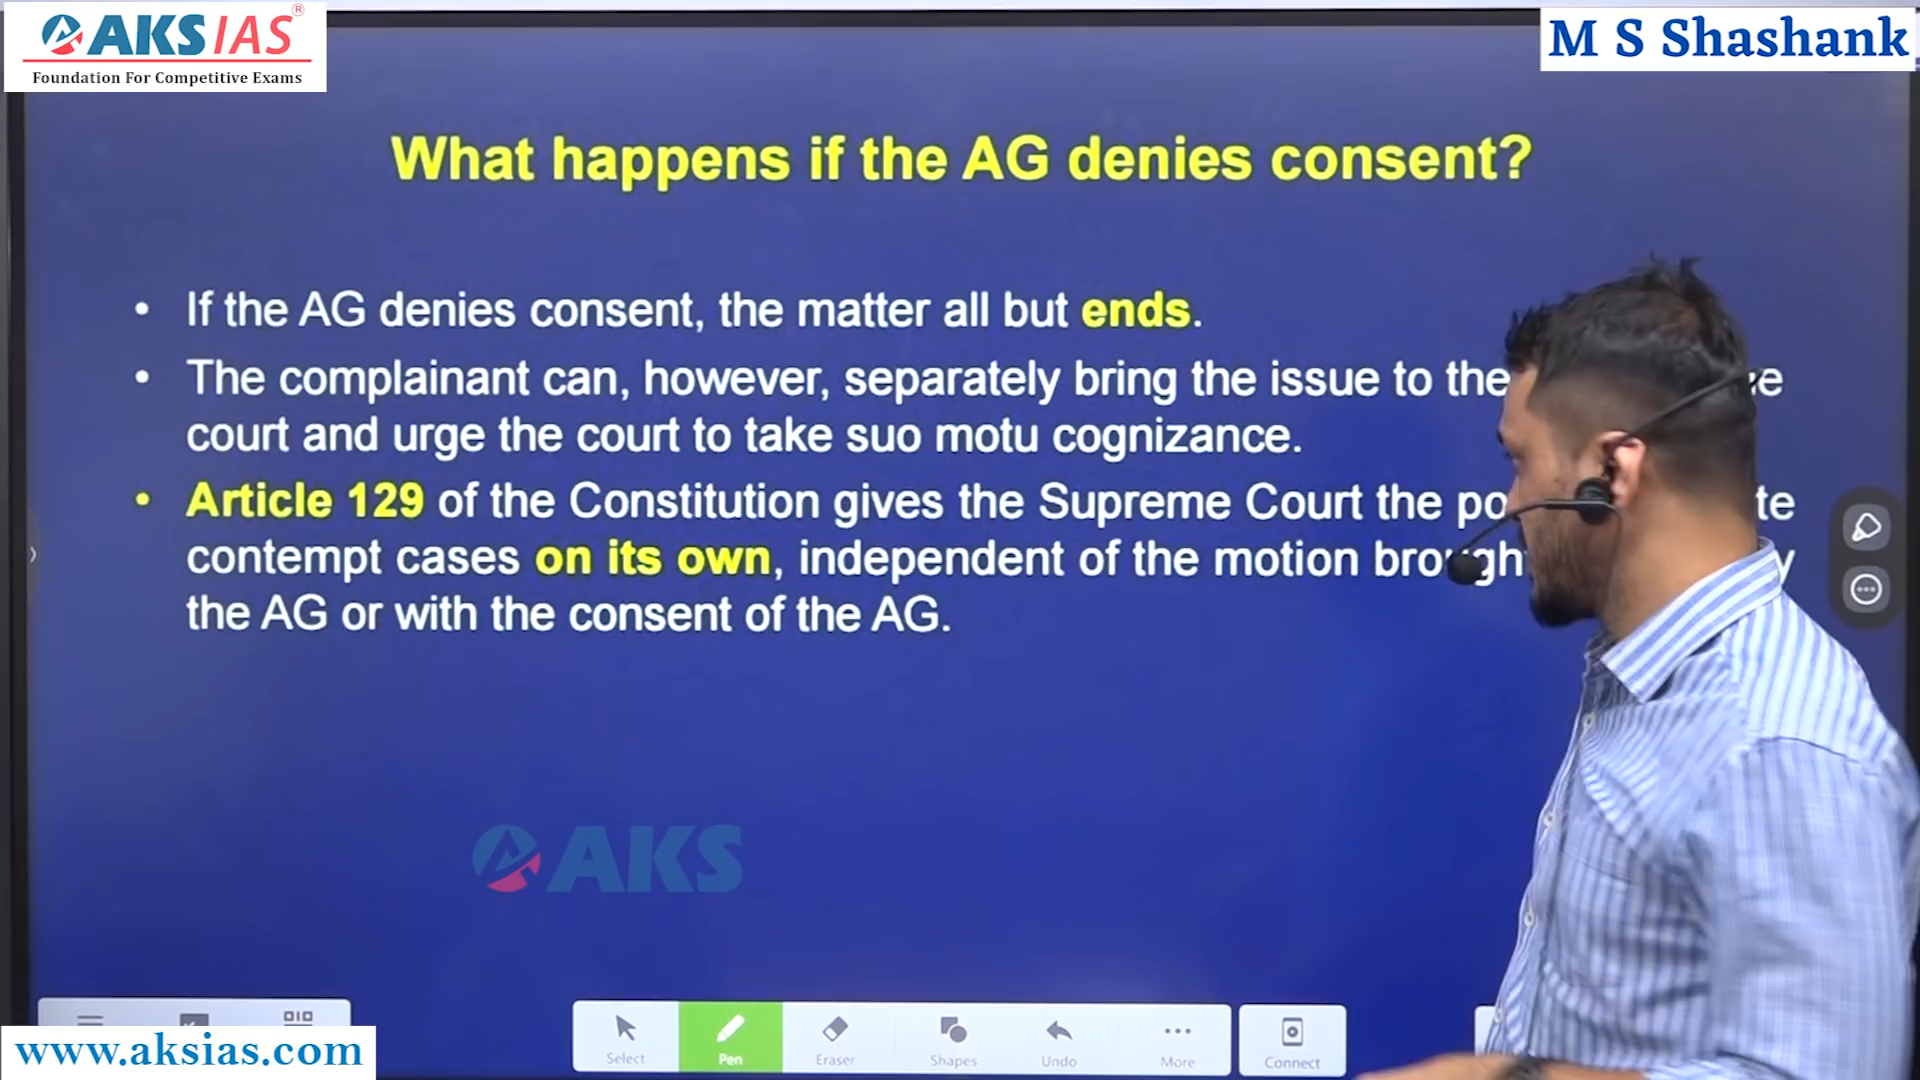 AKS IAS ®
Foundation For Competitive Exams
M S Shashank
What happens if the AG denies consent?
• If the AG denies consent, the matter all but ends.
• The complainant can, however, separately bring the issue to the
court and urge the court to take suo motu cognizance.
• Article 129 of the Constitution gives the Supreme Court the
contempt cases on its own, independent of the motion
the AG or with the consent of the AG.
AKS
Select Pen Eraser Shapes Undo More Connect
www.aksias.com